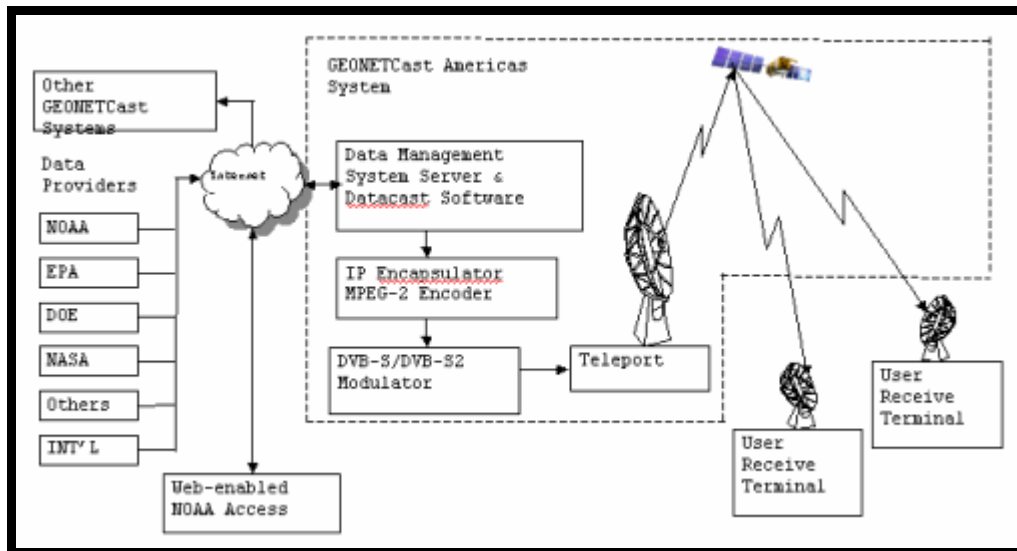 GEONETCast Americas
System
Other
GEONETCast
Systems
Data
Providers
Internet
NOAA
EPA
DOE
NASA
Others
INT'L
Web-enabled
NOAA Access
Data Management
System Server &
Datacast Software
IP Encapsulator
MPEG-2 Encoder
DVB-S/DVB-S2
Modulator
Teleport
User
Receive
Terminal
User
Receive
Terminal